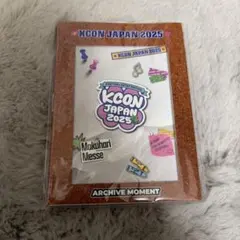 KCON JAPAN 2025
KCON JAPAN 2025
KCON
JAPAN
2025
Makuhari
Messe
ARCHIVE MOMENT